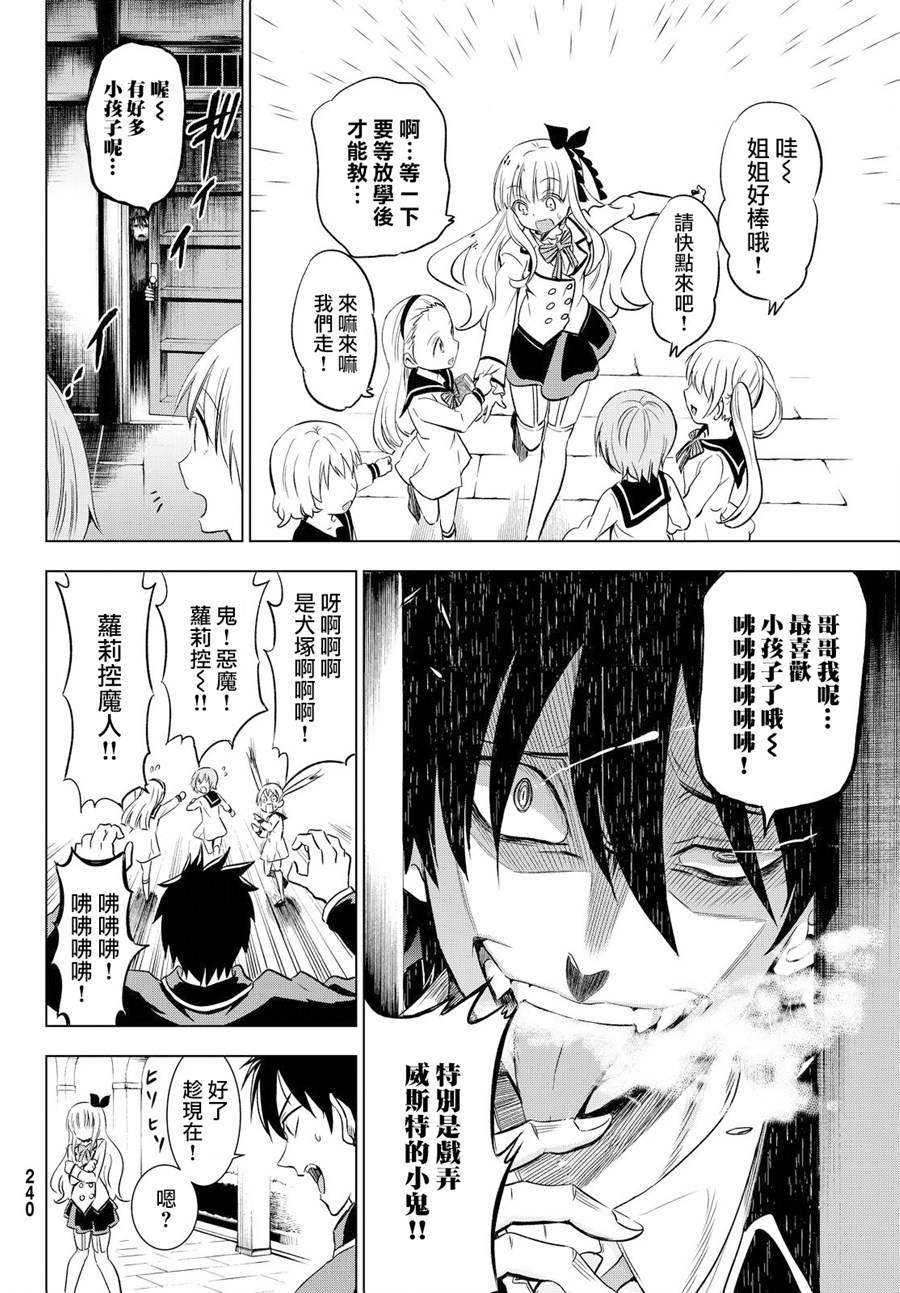 哇～
姐姐好棒哦！
請快點來吧！
啊…等一下
要等放學後
才能教…
來嘛來嘛
我們走！
喔～
有好多
小孩子呢…
哥哥我呢…
最喜歡
小孩子了哦～
咈咈咈咈咈！
特別是戲弄
威斯特的小鬼!!
呀啊啊啊
是犬塚啊啊啊！
鬼！惡魔！
蘿莉控～!!
蘿莉控魔人!!
咈咈咈！
咈咈咈咈！
好了
趁現在！
ヒソ
ヒソ
嗯？
240